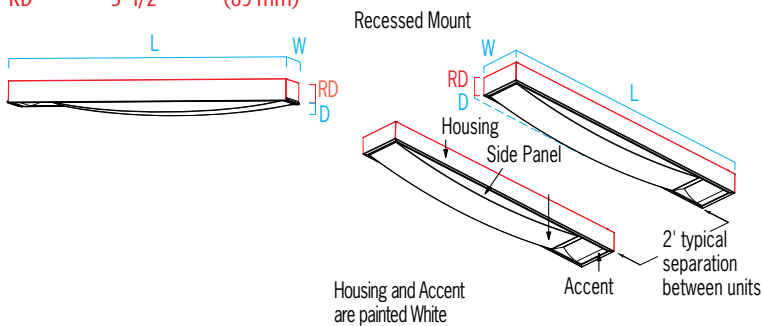 RD 3-1/2" (89 mm)
Recessed Mount
L
W
RD
D
W
RD
D
L
Housing
Side Panel
2' typical
separation
between units
Accent
Housing and Accent
are painted White